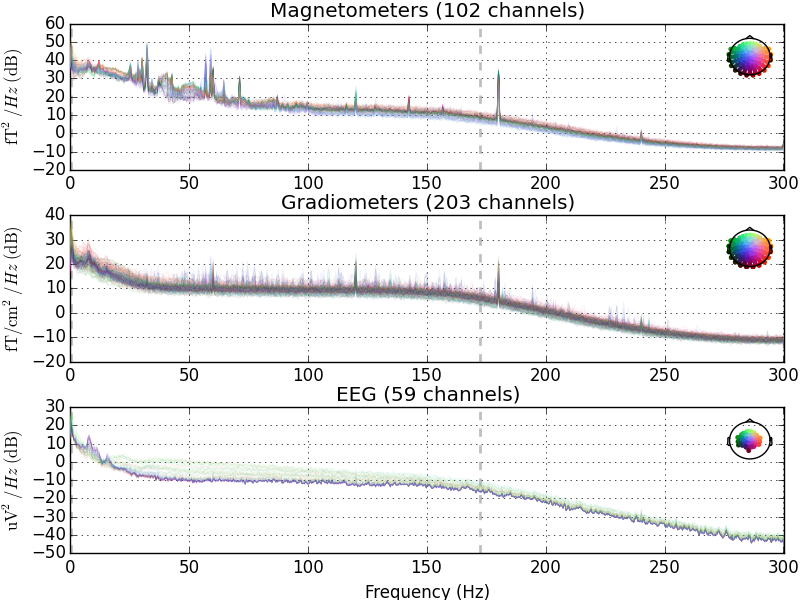 Magnetometers (102 channels)
fT² / Hz (dB)
60
50
40
30
20
10
0
−10
−20
0 50 100 150 200 250 300
Gradiometers (203 channels)
fT/cm² / Hz (dB)
40
30
20
10
0
−10
−20
0 50 100 150 200 250 300
EEG (59 channels)
uV² / Hz (dB)
30
20
10
0
−10
−20
−30
−40
−50
0 50 100 150 200 250 300
Frequency (Hz)